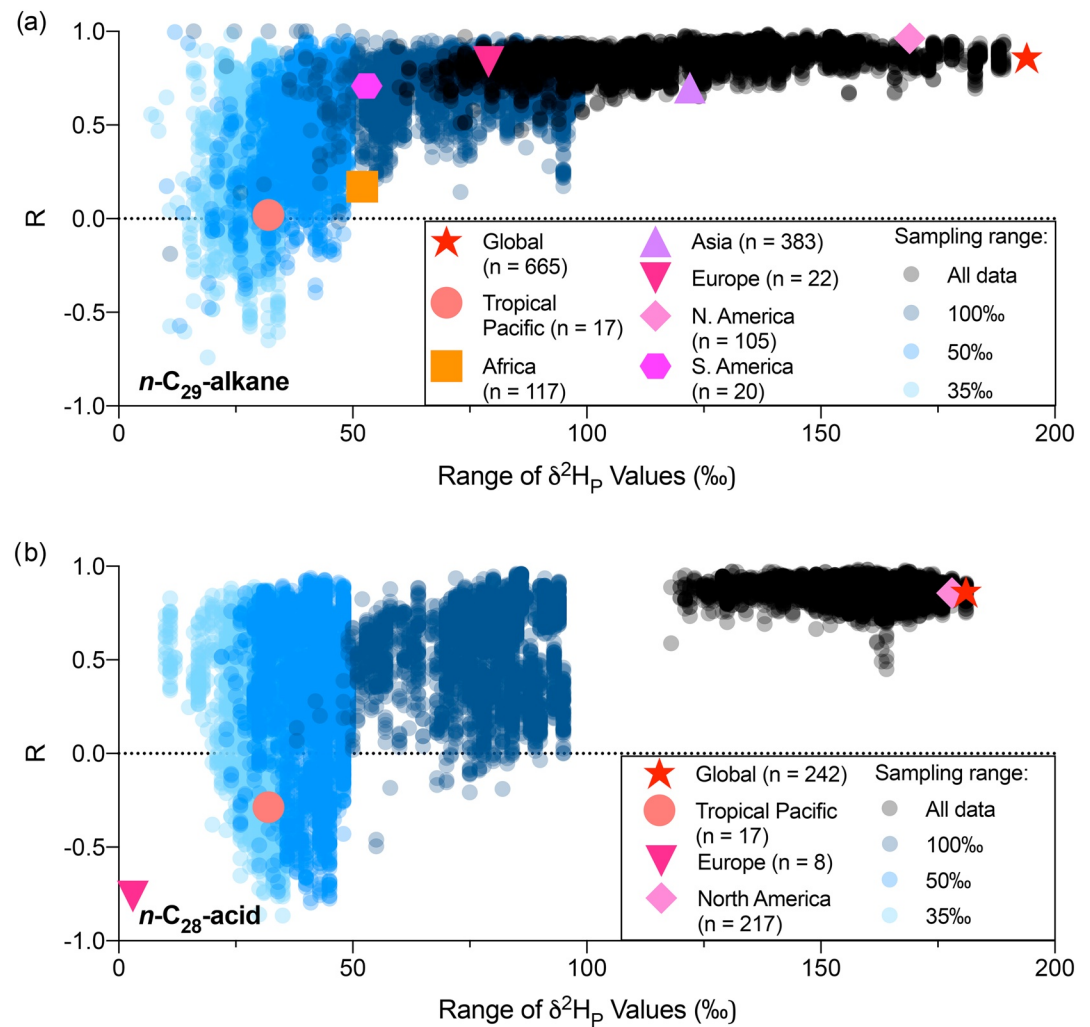 (a)
1.0
0.5
0.0
-0.5
-1.0
R
Global
(n = 665)
Tropical
Pacific (n = 17)
Africa
(n = 117)
Asia (n = 383)
Europe (n = 22)
N. America
(n = 105)
S. America
(n = 20)
Sampling range:
All data
100‰
50‰
35‰
n-C₂₉-alkane
0
50
100
150
200
Range of δ²H_P Values (‰)
(b)
1.0
0.5
0.0
-0.5
-1.0
R
Global (n = 242)
Tropical Pacific
(n = 17)
Europe (n = 8)
North America
(n = 217)
Sampling range:
All data
100‰
50‰
35‰
n-C₂₈-acid
0
50
100
150
200
Range of δ²H_P Values (‰)